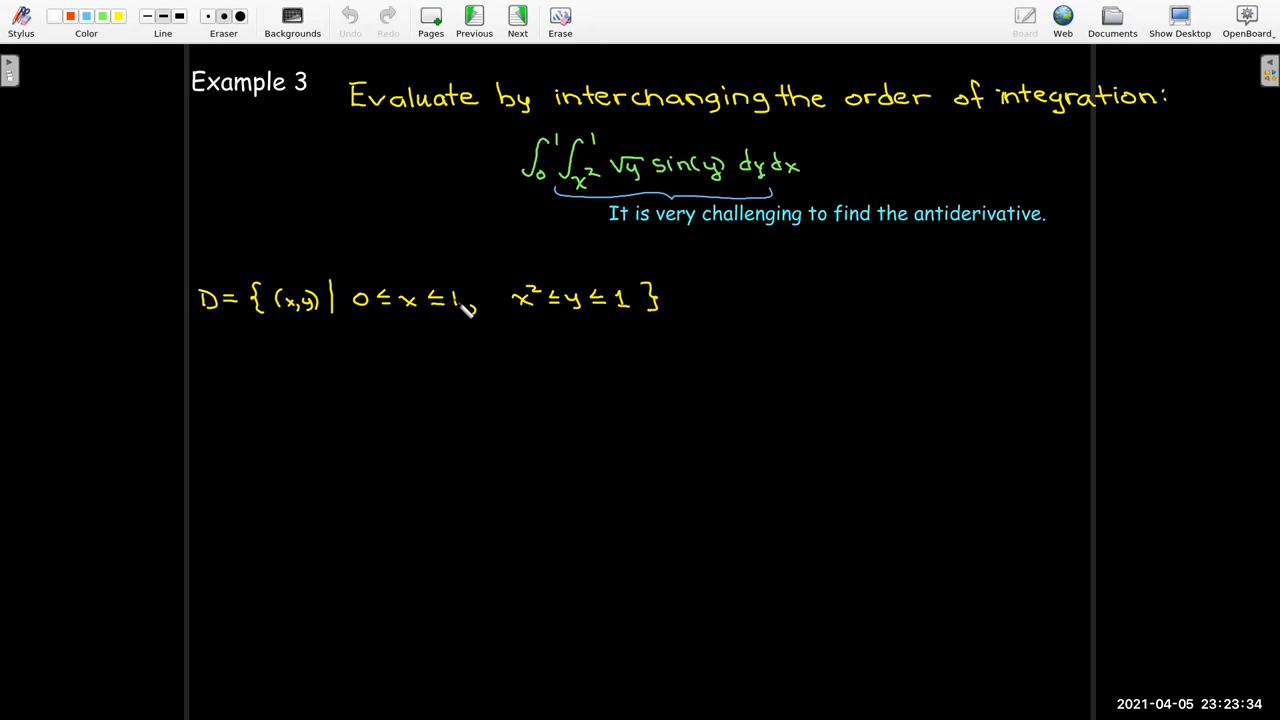 Stylus Color Line Eraser Backgrounds Undo Redo Pages Previous Next Erase Board Web Documents Show Desktop OpenBoard
Example 3 Evaluate by interchanging the order of integration:
∫₀¹ ∫ₓ²¹ √y sin(y) dy dx
It is very challenging to find the antiderivative.
D = { (x,y) | 0 ≤ x ≤ 1, x² ≤ y ≤ 1 }
2021-04-05 23:23:34